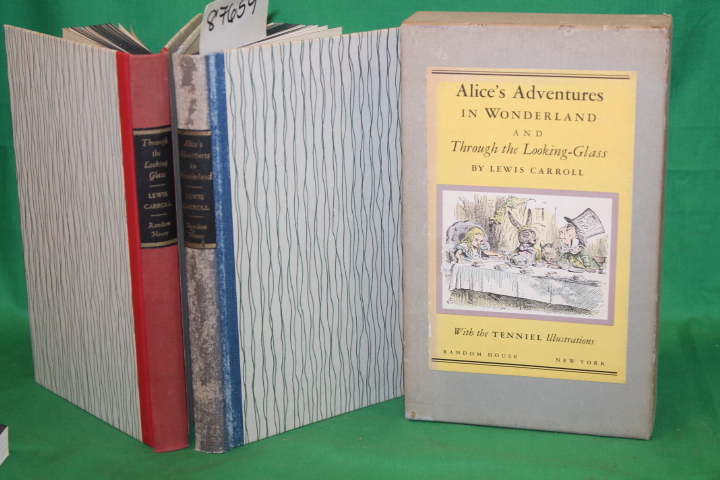 87659
Through
the
Looking
Glass
LEWIS
CARROLL
Random
House
Alice's
Adventures
in
Wonderland
LEWIS
CARROLL
Random
House
Alice's Adventures
IN WONDERLAND
AND
Through the Looking-Glass
BY LEWIS CARROLL
With the TENNIEL Illustrations
RANDOM HOUSE NEW YORK